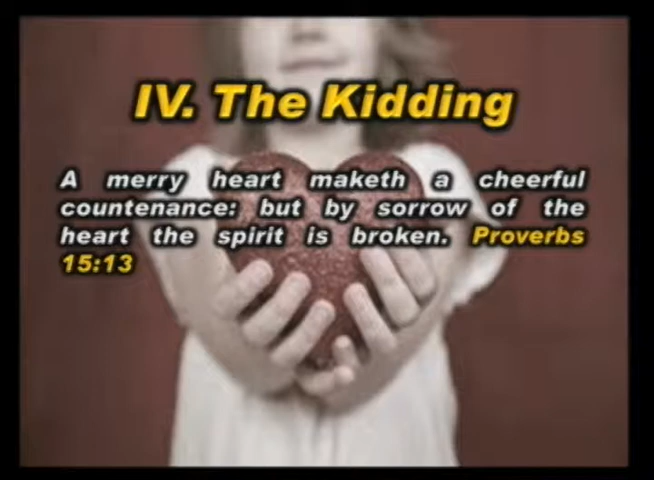 IV. The Kidding
A merry heart maketh a cheerful
countenance: but by sorrow of the
heart the spirit is broken. Proverbs
15:13